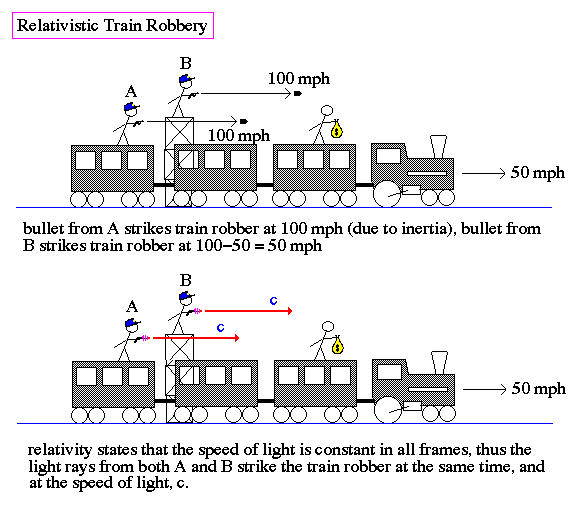 Relativistic Train Robbery
B
100 mph
A
100 mph
$
50 mph
bullet from A strikes train robber at 100 mph (due to inertia), bullet from
B strikes train robber at 100−50 = 50 mph
B
c
A
c
$
50 mph
relativity states that the speed of light is constant in all frames, thus the
light rays from both A and B strike the train robber at the same time, and
at the speed of light, c.